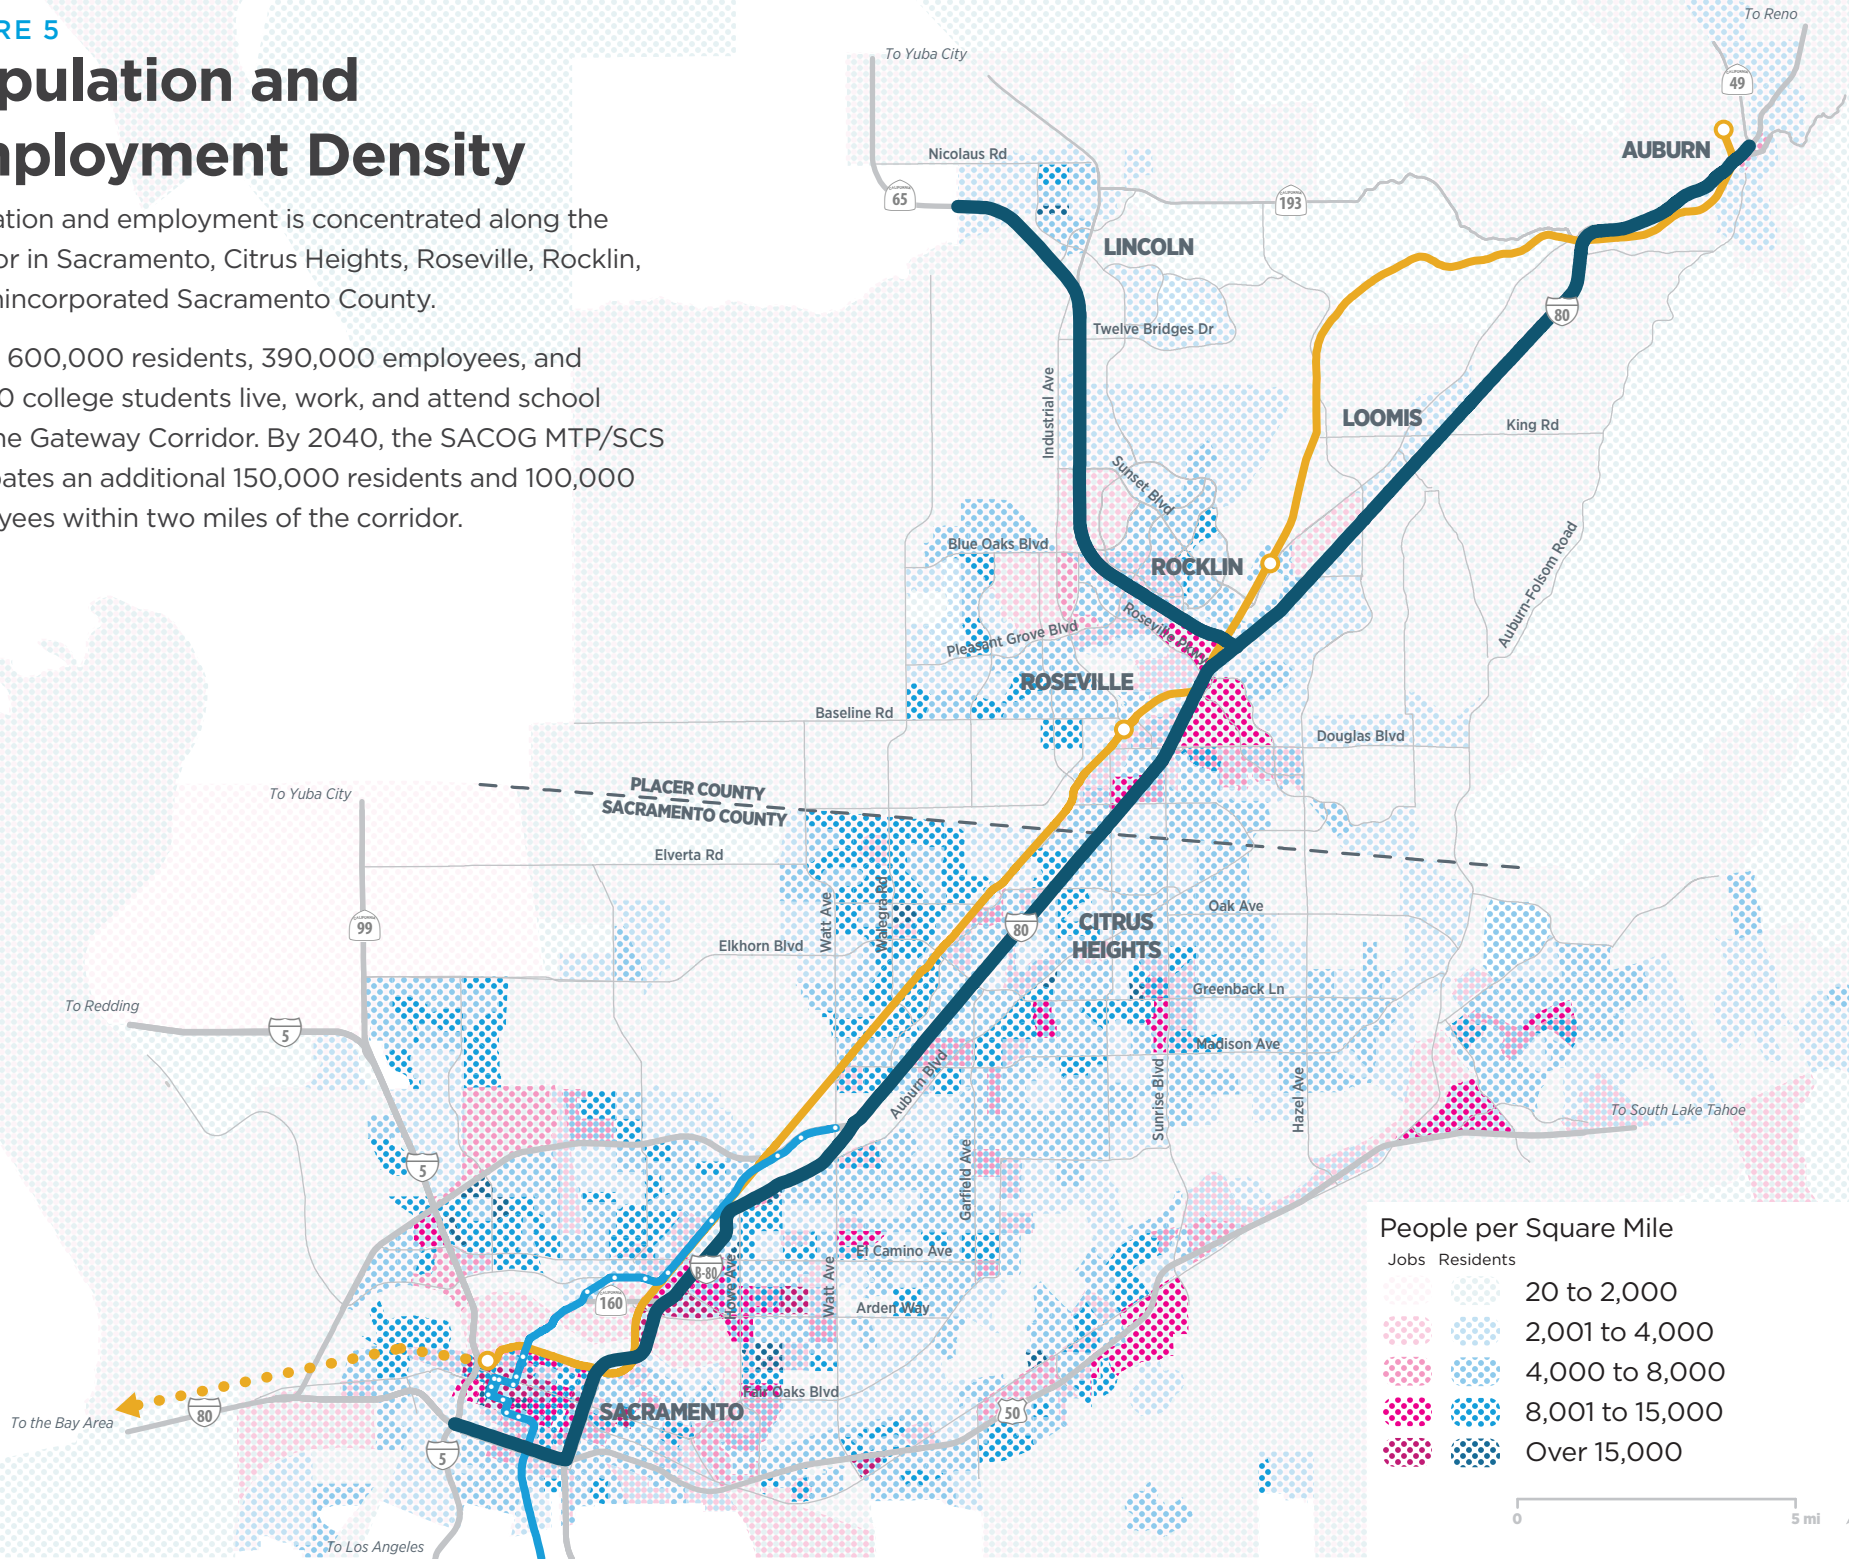 RE 5
pulation and
ployment Density
ation and employment is concentrated along the
or in Sacramento, Citrus Heights, Roseville, Rocklin,
incorporated Sacramento County.
600,000 residents, 390,000 employees, and
0 college students live, work, and attend school
he Gateway Corridor. By 2040, the SACOG MTP/SCS
ates an additional 150,000 residents and 100,000
yees within two miles of the corridor.
To Reno
To Yuba City
49
AUBURN
Nicolaus Rd
65
193
LINCOLN
80
Twelve Bridges Dr
Industrial Ave
LOOMIS
King Rd
Sunset Blvd
Blue Oaks Blvd
ROCKLIN
Auburn-Folsom Road
Roseville Pkwy
Pleasant Grove Blvd
ROSEVILLE
Baseline Rd
Douglas Blvd
PLACER COUNTY
SACRAMENTO COUNTY
To Yuba City
Elverta Rd
99
Watt Ave
Walegra Rd
80
CITRUS
HEIGHTS
Oak Ave
Elkhorn Blvd
Greenback Ln
To Redding
5
Madison Ave
Auburn Blvd
Sunrise Blvd
Hazel Ave
To South Lake Tahoe
5
Garfield Ave
El Camino Ave
B-80
Howe Ave
Watt Ave
160
Arden Way
Fair Oaks Blvd
SACRAMENTO
50
To the Bay Area
80
5
To Los Angeles
People per Square Mile
Jobs Residents
20 to 2,000
2,001 to 4,000
4,000 to 8,000
8,001 to 15,000
Over 15,000
0 5 mi